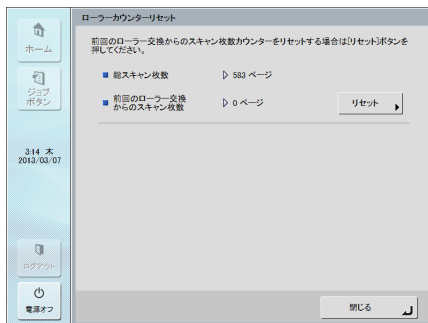 ローラーカウンターリセット
ホーム
ジョブ
ボタン
3:14 木
2013/03/07
ログアウト
電源オフ
前回のローラー交換からのスキャン枚数カウンターをリセットする場合は[リセット]ボタンを
押してください。
総スキャン枚数 583 ページ
前回のローラー交換
からのスキャン枚数 0 ページ リセット
閉じる